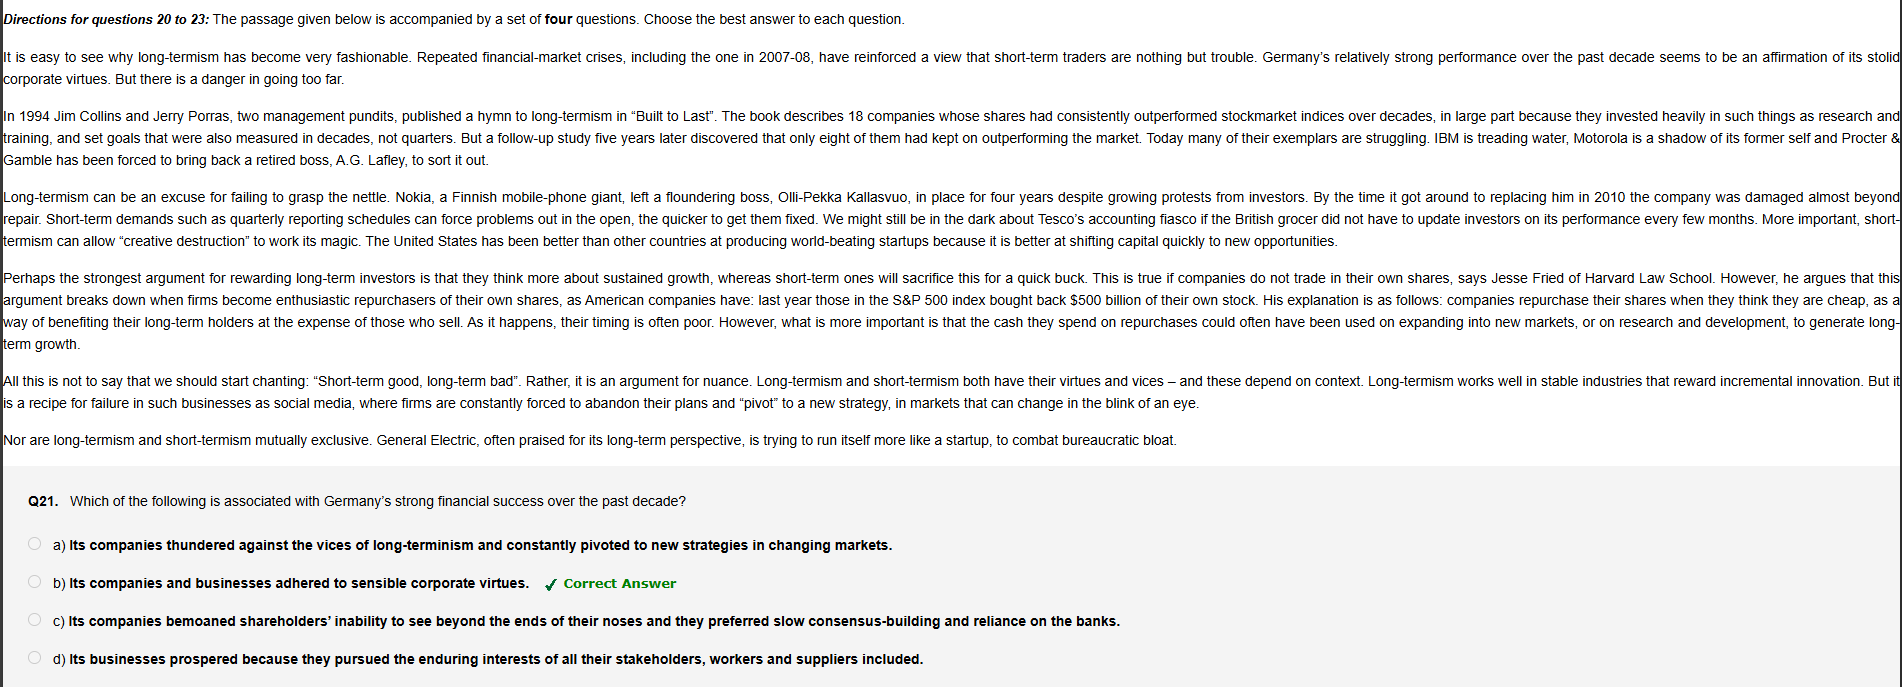 Directions for questions 20 to 23: The passage given below is accompanied by a set of four questions. Choose the best answer to each question.
It is easy to see why long-termism has become very fashionable. Repeated financial-market crises, including the one in 2007-08, have reinforced a view that short-term traders are nothing but trouble. Germany's relatively strong performance over the past decade seems to be an affirmation of its stolid
corporate virtues. But there is a danger in going too far.
In 1994 Jim Collins and Jerry Porras, two management pundits, published a hymn to long-termism in “Built to Last”. The book describes 18 companies whose shares had consistently outperformed stockmarket indices over decades, in large part because they invested heavily in such things as research and
training, and set goals that were also measured in decades, not quarters. But a follow-up study five years later discovered that only eight of them had kept on outperforming the market. Today many of their exemplars are struggling. IBM is treading water, Motorola is a shadow of its former self and Procter &
Gamble has been forced to bring back a retired boss, A.G. Lafley, to sort it out.
Long-termism can be an excuse for failing to grasp the nettle. Nokia, a Finnish mobile-phone giant, left a floundering boss, Olli-Pekka Kallasvuo, in place for four years despite growing protests from investors. By the time it got around to replacing him in 2010 the company was damaged almost beyond
repair. Short-term demands such as quarterly reporting schedules can force problems out in the open, the quicker to get them fixed. We might still be in the dark about Tesco's accounting fiasco if the British grocer did not have to update investors on its performance every few months. More important, short-
termism can allow “creative destruction” to work its magic. The United States has been better than other countries at producing world-beating startups because it is better at shifting capital quickly to new opportunities.
Perhaps the strongest argument for rewarding long-term investors is that they think more about sustained growth, whereas short-term ones will sacrifice this for a quick buck. This is true if companies do not trade in their own shares, says Jesse Fried of Harvard Law School. However, he argues that this
argument breaks down when firms become enthusiastic repurchasers of their own shares, as American companies have: last year those in the S&P 500 index bought back $500 billion of their own stock. His explanation is as follows: companies repurchase their shares when they think they are cheap, as a
way of benefiting their long-term holders at the expense of those who sell. As it happens, their timing is often poor. However, what is more important is that the cash they spend on repurchases could often have been used on expanding into new markets, or on research and development, to generate long-
term growth.
All this is not to say that we should start chanting: “Short-term good, long-term bad”. Rather, it is an argument for nuance. Long-termism and short-termism both have their virtues and vices – and these depend on context. Long-termism works well in stable industries that reward incremental innovation. But it
is a recipe for failure in such businesses as social media, where firms are constantly forced to abandon their plans and “pivot” to a new strategy, in markets that can change in the blink of an eye.
Nor are long-termism and short-termism mutually exclusive. General Electric, often praised for its long-term perspective, is trying to run itself more like a startup, to combat bureaucratic bloat.
Q21. Which of the following is associated with Germany's strong financial success over the past decade?
a) Its companies thundered against the vices of long-terminism and constantly pivoted to new strategies in changing markets.
b) Its companies and businesses adhered to sensible corporate virtues. ✓ Correct Answer
c) Its companies bemoaned shareholders' inability to see beyond the ends of their noses and they preferred slow consensus-building and reliance on the banks.
d) Its businesses prospered because they pursued the enduring interests of all their stakeholders, workers and suppliers included.